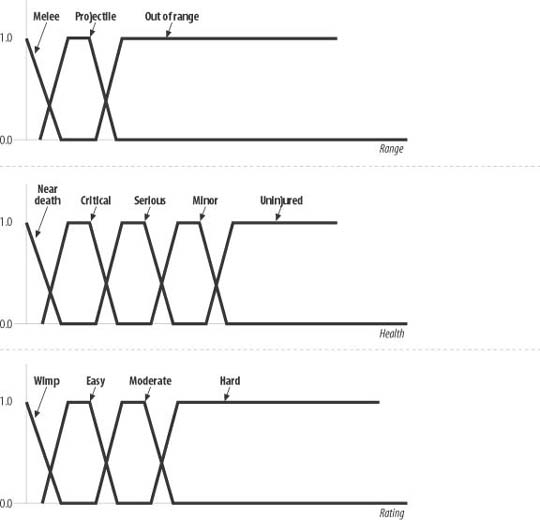 Melee Projectile Out of range
1.0
0.0
Range
Near
death Critical Serious Minor Uninjured
1.0
0.0
Health
Wimp Easy Moderate Hard
1.0
0.0
Rating